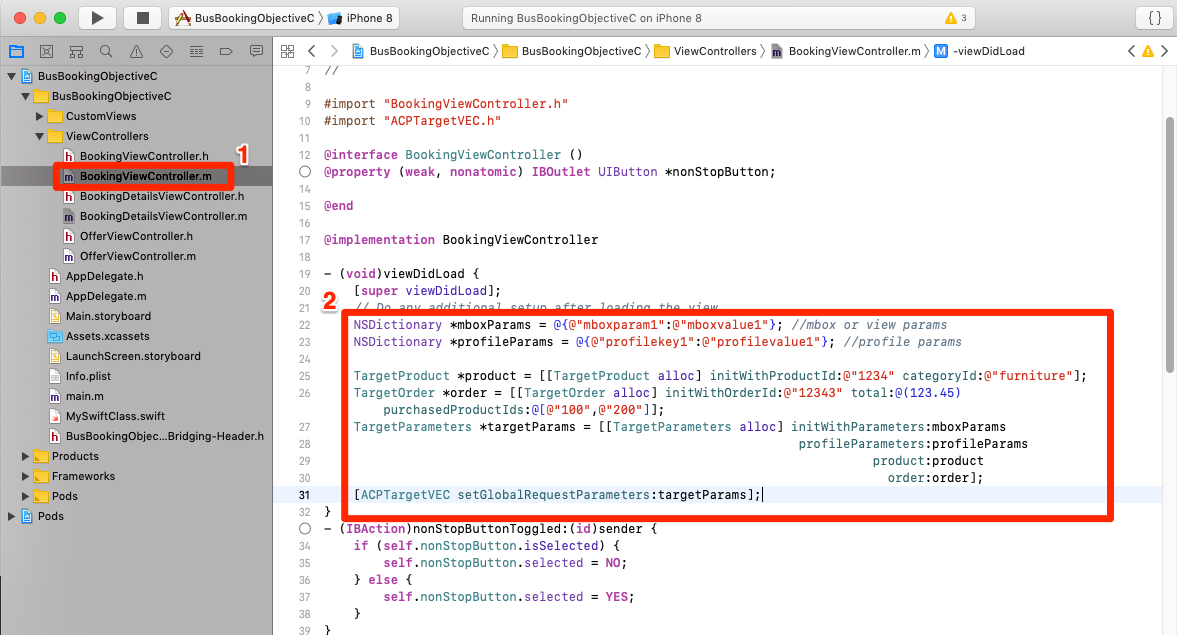 BusBookingObjectiveC 〉 iPhone 8
Running BusBookingObjectiveC on iPhone 8
3
{ }
BusBookingObjectiveC 〉 BusBookingObjectiveC 〉 ViewControllers 〉 m BookingViewController.m 〉 M -viewDidLoad
BusBookingObjectiveC
BusBookingObjectiveC
CustomViews
ViewControllers
h BookingViewController.h
1
m BookingViewController.m
h BookingDetailsViewController.h
m BookingDetailsViewController.m
h OfferViewController.h
m OfferViewController.m
h AppDelegate.h
m AppDelegate.m
Main.storyboard
Assets.xcassets
LaunchScreen.storyboard
Info.plist
m main.m
MySwiftClass.swift
h BusBookingObjec...Bridging-Header.h
Products
Frameworks
Pods
Pods
7 //
8
9 #import "BookingViewController.h"
10 #import "ACPTargetVEC.h"
11
12 @interface BookingViewController ()
@property (weak, nonatomic) IBOutlet UIButton *nonStopButton;
14
15 @end
16
17 @implementation BookingViewController
18
19 - (void)viewDidLoad {
20 [super viewDidLoad];
2
21 // Do any additional setup after loading the view
22 NSDictionary *mboxParams = @{@"mboxparam1":@"mboxvalue1"}; //mbox or view params
23 NSDictionary *profileParams = @{@"profilekey1":@"profilevalue1"}; //profile params
24
25 TargetProduct *product = [[TargetProduct alloc] initWithProductId:@"1234" categoryId:@"furniture"];
26 TargetOrder *order = [[TargetOrder alloc] initWithOrderId:@"12343" total:@(123.45)
purchasedProductIds:@[@"100",@"200"]];
27 TargetParameters *targetParams = [[TargetParameters alloc] initWithParameters:mboxParams
28 profileParameters:profileParams
29 product:product
30 order:order];
31 [ACPTargetVEC setGlobalRequestParameters:targetParams];
32 }
- (IBAction)nonStopButtonToggled:(id)sender {
34 if (self.nonStopButton.isSelected) {
35 self.nonStopButton.selected = NO;
36 } else {
37 self.nonStopButton.selected = YES;
38 }
39 }